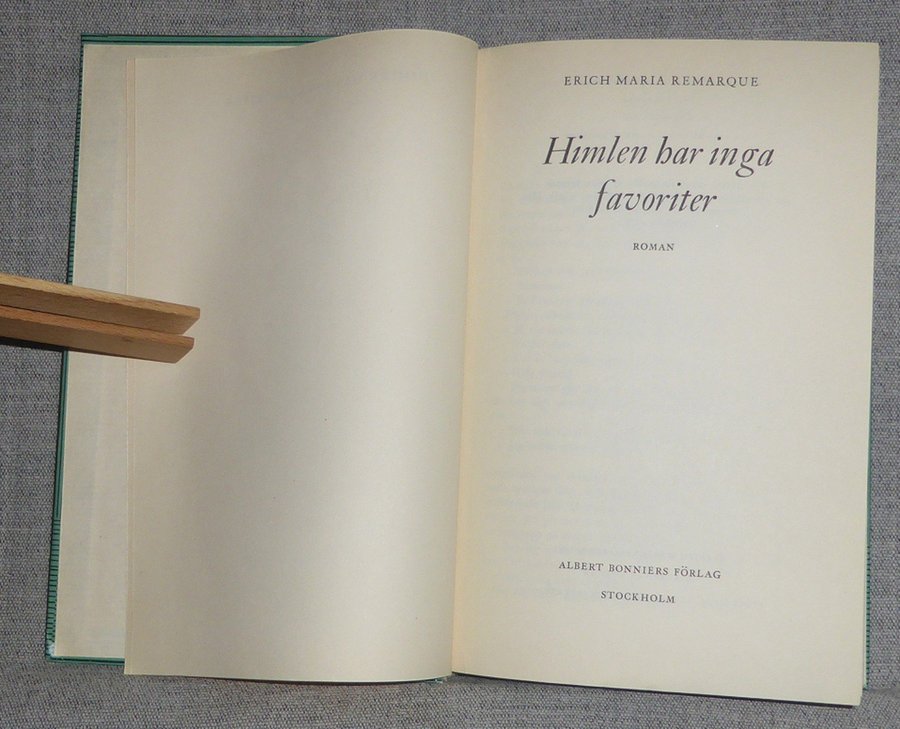 ERICH MARIA REMARQUE
Himlen har inga
favoriter
ROMAN
ALBERT BONNIERS FÖRLAG
STOCKHOLM